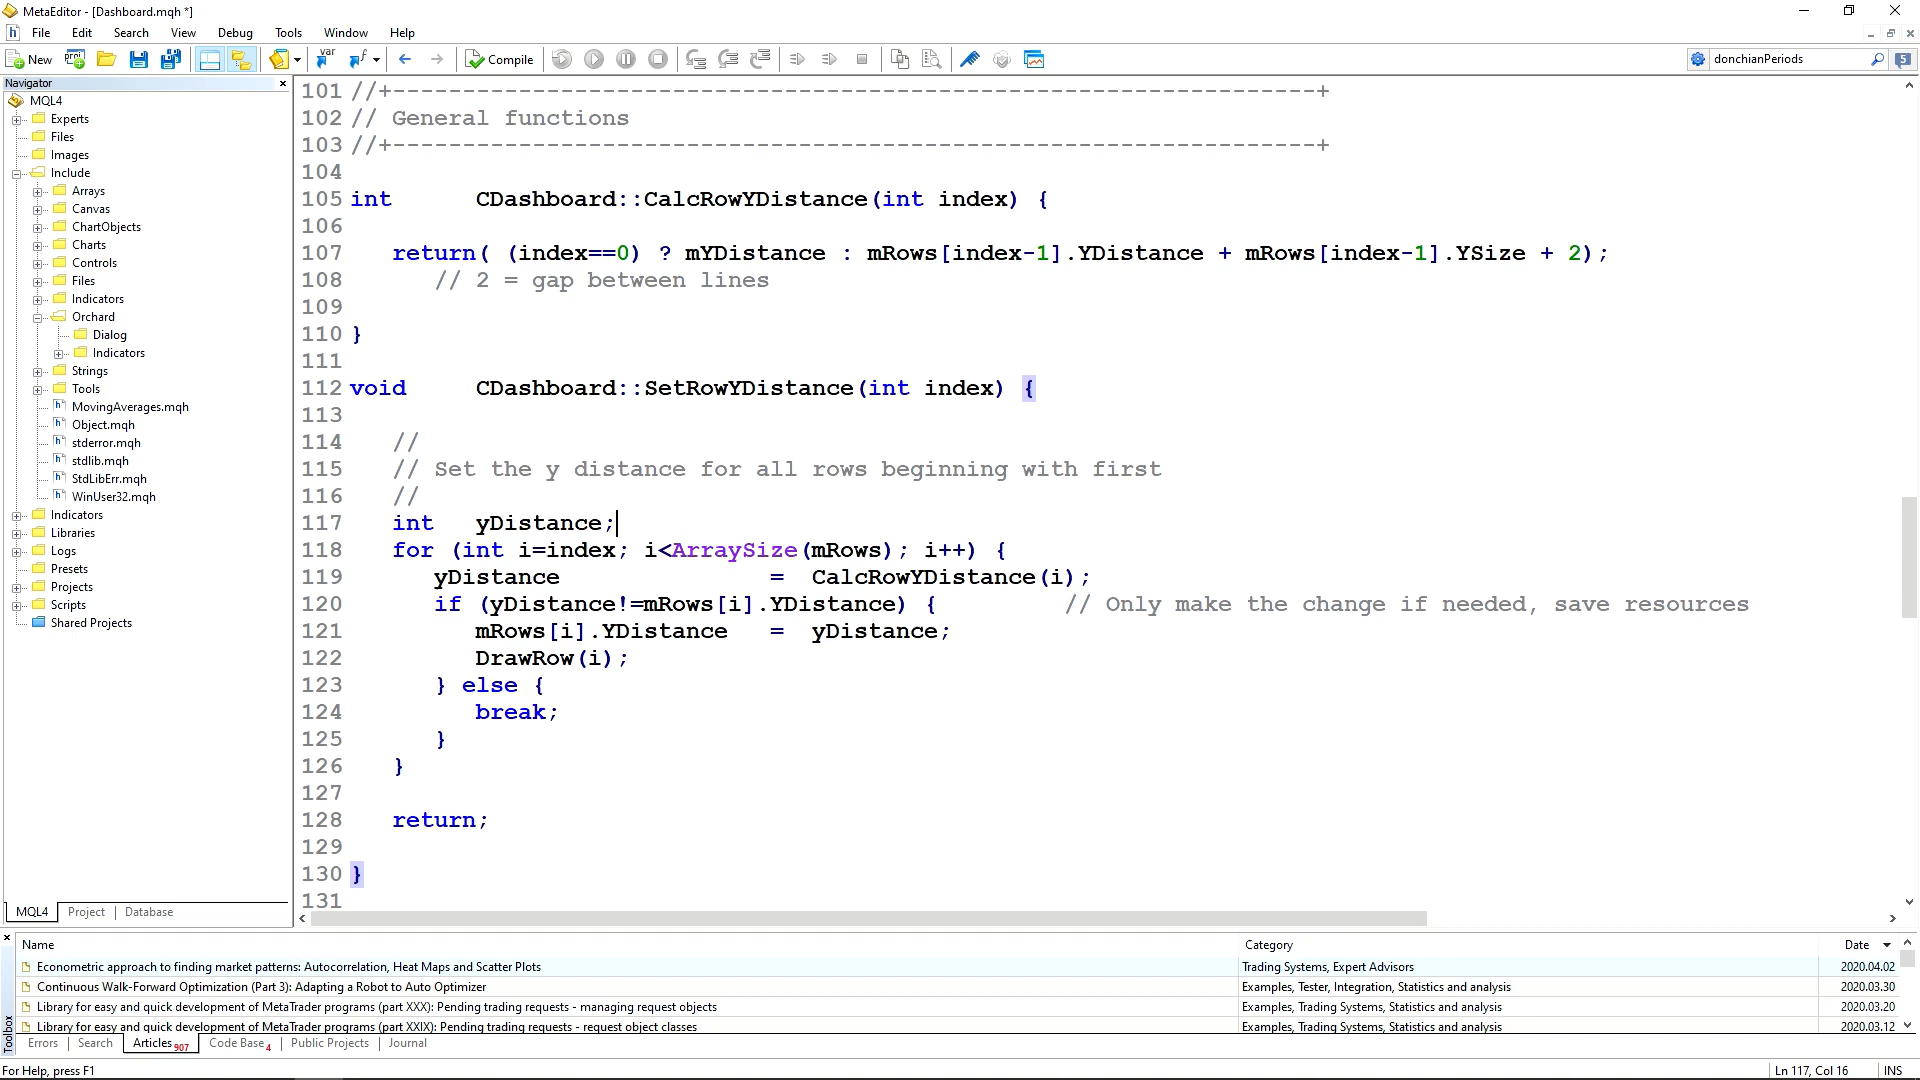 MetaEditor - [Dashboard.mqh *]
File Edit Search View Debug Tools Window Help
New Compile donchianPeriods 5
Navigator
MQL4
Experts
Files
Images
Include
Arrays
Canvas
ChartObjects
Charts
Controls
Files
Indicators
Orchard
Dialog
Indicators
Strings
Tools
MovingAverages.mqh
Object.mqh
stderror.mqh
stdlib.mqh
StdLibErr.mqh
WinUser32.mqh
Indicators
Libraries
Logs
Presets
Projects
Scripts
Shared Projects
MQL4 Project Database
101 //+------------------------------------------------------------------+
102 // General functions
103 //+------------------------------------------------------------------+
104
105 int      CDashboard::CalcRowYDistance(int index) {
106
107    return( (index==0) ? mYDistance : mRows[index-1].YDistance + mRows[index-1].YSize + 2);
108       // 2 = gap between lines
109
110 }
111
112 void     CDashboard::SetRowYDistance(int index) {
113
114    //
115    // Set the y distance for all rows beginning with first
116    //
117    int   yDistance;
118    for (int i=index; i<ArraySize(mRows); i++) {
119       yDistance               =  CalcRowYDistance(i);
120       if (yDistance!=mRows[i].YDistance) {         // Only make the change if needed, save resources
121          mRows[i].YDistance   =  yDistance;
122          DrawRow(i);
123       } else {
124          break;
125       }
126    }
127
128    return;
129
130 }
131
Name Category Date
Econometric approach to finding market patterns: Autocorrelation, Heat Maps and Scatter Plots Trading Systems, Expert Advisors 2020.04.02
Continuous Walk-Forward Optimization (Part 3): Adapting a Robot to Auto Optimizer Examples, Tester, Integration, Statistics and analysis 2020.03.30
Library for easy and quick development of MetaTrader programs (part XXX): Pending trading requests - managing request objects Examples, Trading Systems, Statistics and analysis 2020.03.20
Library for easy and quick development of MetaTrader programs (part XXIX): Pending trading requests - request object classes Examples, Trading Systems, Statistics and analysis 2020.03.12
Toolbox
Errors Search Articles 907 Code Base 4 Public Projects Journal
For Help, press F1 Ln 117, Col 16 INS